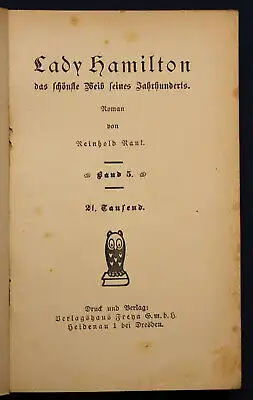 Lady Hamilton
das schönste Weib seines Jahrhunderts.
Roman
von
Reinhold Rank.
Band 5.
21. Tausend.
Druck und Verlag:
Verlagshaus Freya G.m.b.H.
Heidenau 1 bei Dresden.